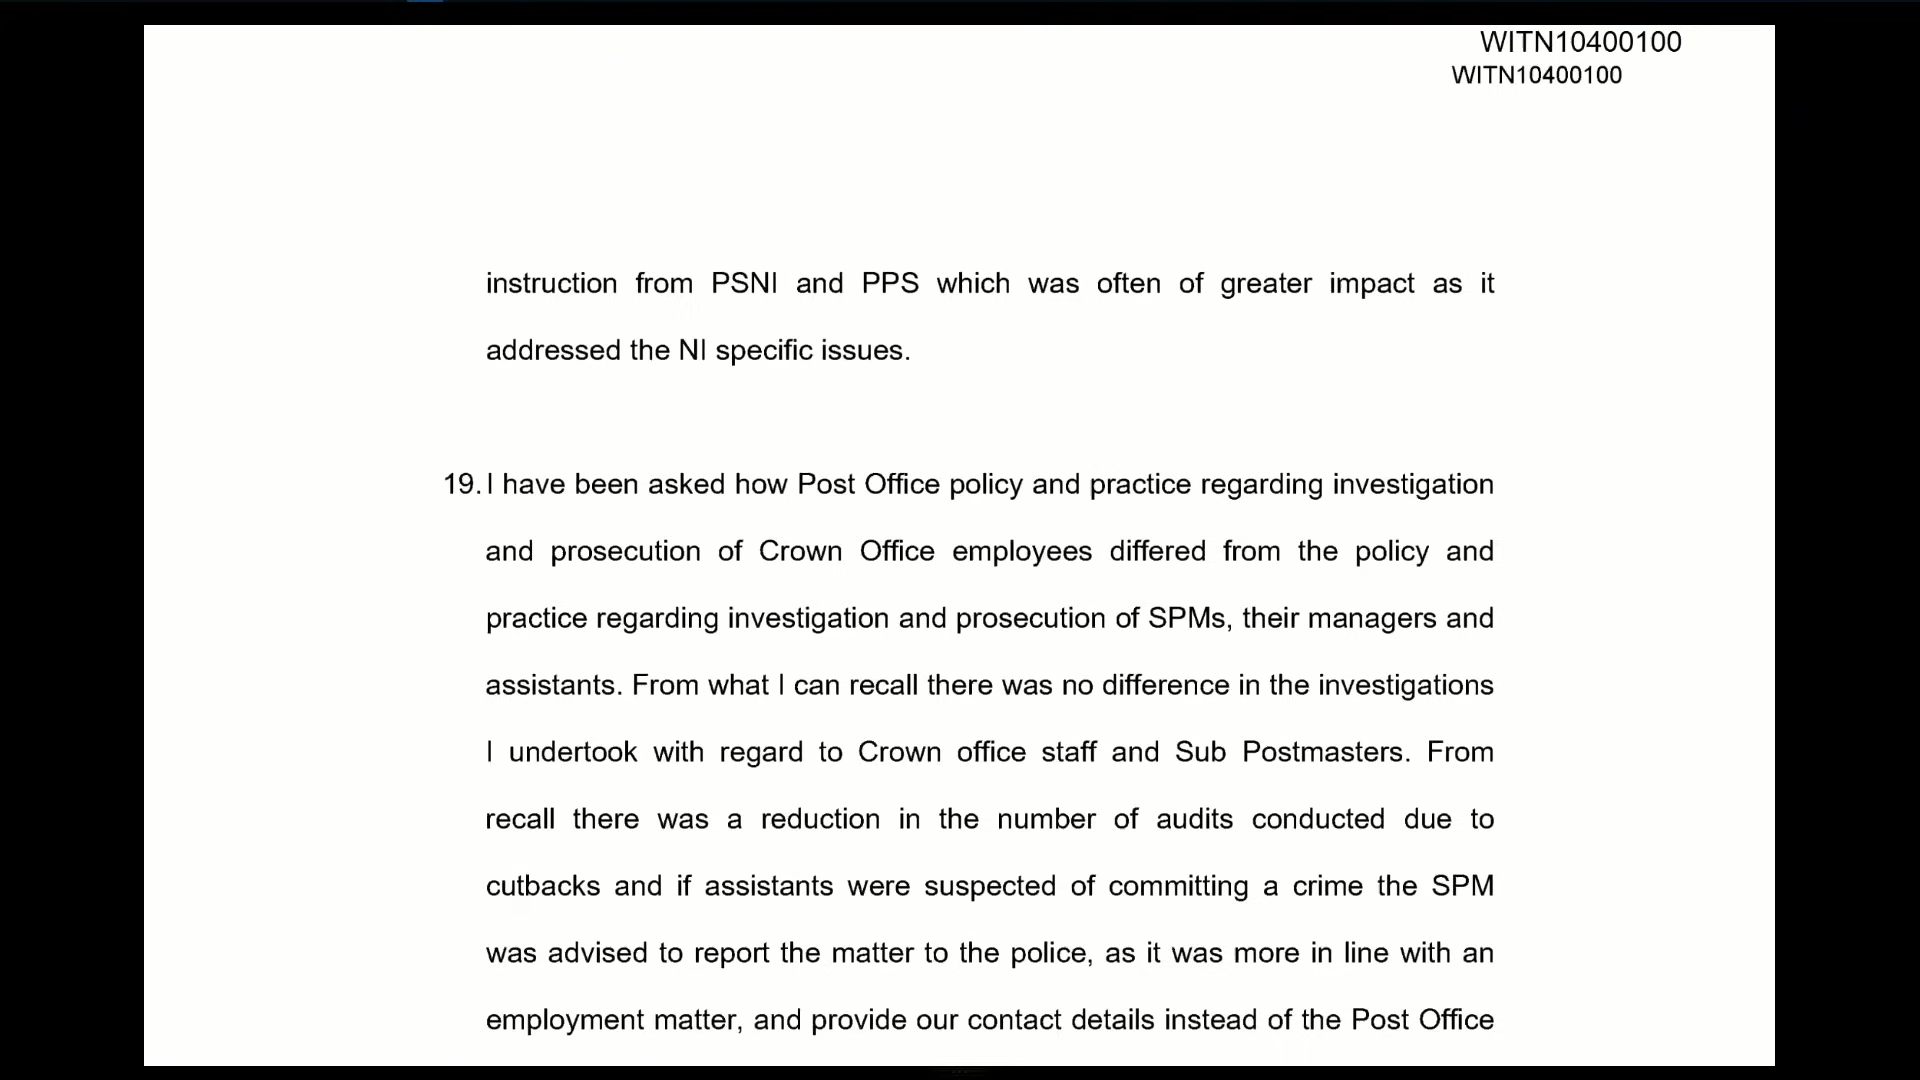 WITN10400100
WITN10400100
instruction from PSNI and PPS which was often of greater impact as it
addressed the NI specific issues.
19. I have been asked how Post Office policy and practice regarding investigation
and prosecution of Crown Office employees differed from the policy and
practice regarding investigation and prosecution of SPMs, their managers and
assistants. From what I can recall there was no difference in the investigations
I undertook with regard to Crown office staff and Sub Postmasters. From
recall there was a reduction in the number of audits conducted due to
cutbacks and if assistants were suspected of committing a crime the SPM
was advised to report the matter to the police, as it was more in line with an
employment matter, and provide our contact details instead of the Post Office